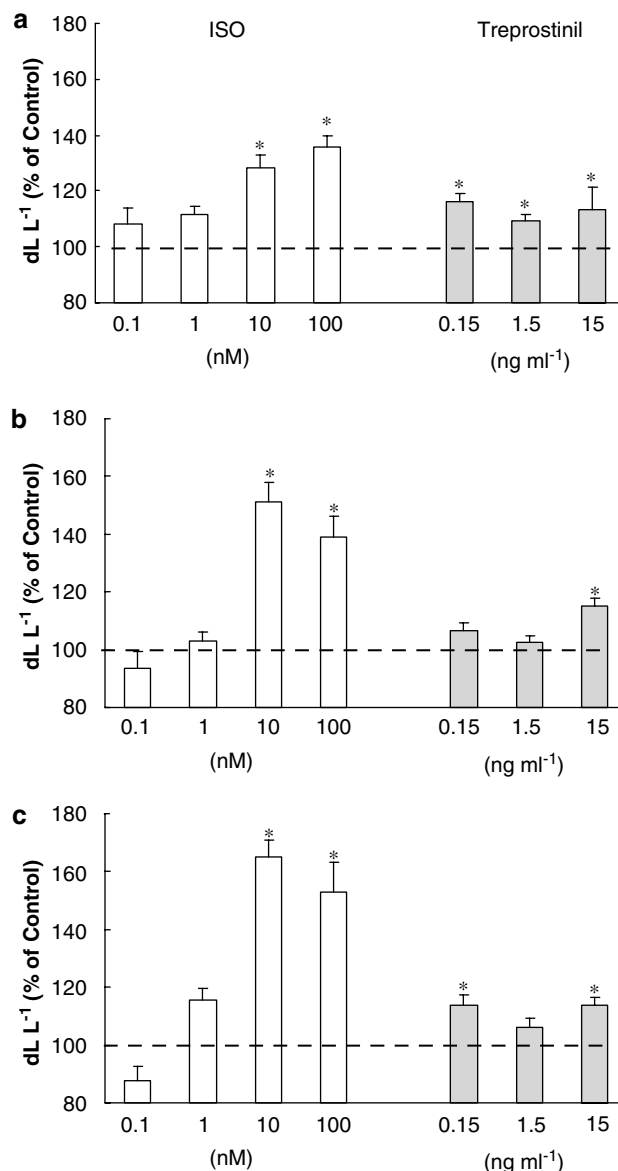 a
ISO Treprostinil
dL L⁻¹ (% of Control)
180
160
140
120
100
80
* * * * *
0.1 1 10 100 0.15 1.5 15
(nM) (ng ml⁻¹)
b
dL L⁻¹ (% of Control)
180
160
140
120
100
80
* * *
0.1 1 10 100 0.15 1.5 15
(nM) (ng ml⁻¹)
c
dL L⁻¹ (% of Control)
180
160
140
120
100
80
* * * *
0.1 1 10 100 0.15 1.5 15
(nM) (ng ml⁻¹)